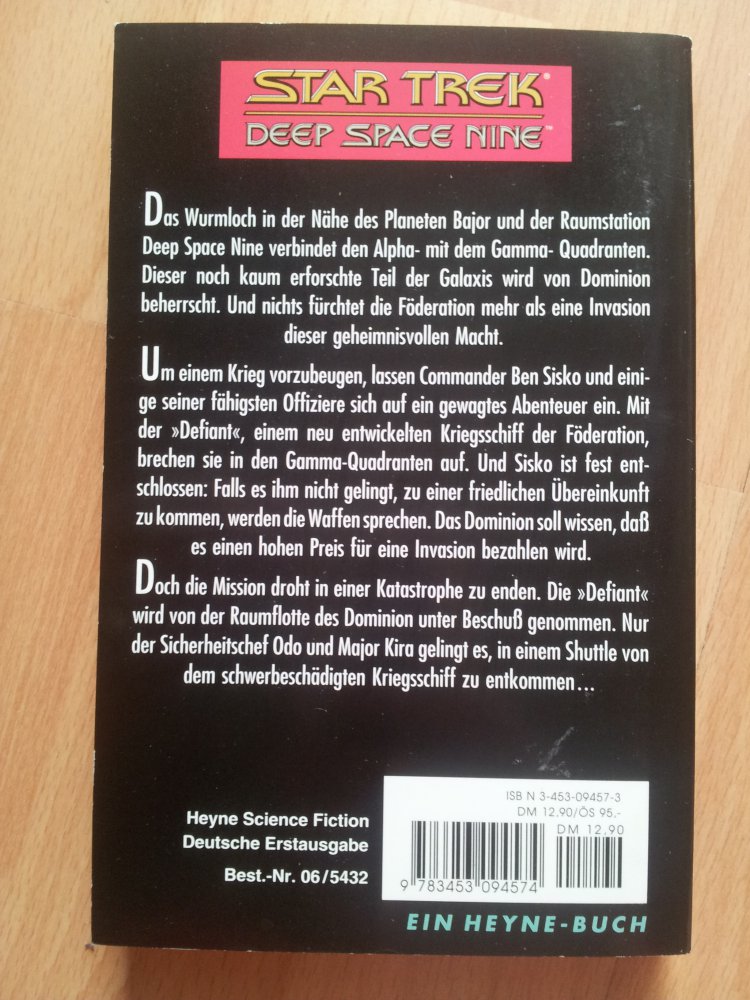 STAR TREK®
DEEP SPACE NINE™
Das Wurmloch in der Nähe des Planeten Bajor und der Raumstation
Deep Space Nine verbindet den Alpha- mit dem Gamma- Quadranten.
Dieser noch kaum erforschte Teil der Galaxis wird von Dominion
beherrscht. Und nichts fürchtet die Föderation mehr als eine Invasion
dieser geheimnisvollen Macht.
Um einem Krieg vorzubeugen, lassen Commander Ben Sisko und eini-
ge seiner fähigsten Offiziere sich auf ein gewagtes Abenteuer ein. Mit
der »Defiant«, einem neu entwickelten Kriegsschiff der Föderation,
brechen sie in den Gamma-Quadranten auf. Und Sisko ist fest ent-
schlossen: Falls es ihm nicht gelingt, zu einer friedlichen Übereinkunft
zu kommen, werden die Waffen sprechen. Das Dominion soll wissen, daß
es einen hohen Preis für eine Invasion bezahlen wird.
Doch die Mission droht in einer Katastrophe zu enden. Die »Defiant«
wird von der Raumflotte des Dominion unter Beschuß genommen. Nur
der Sicherheitschef Odo und Major Kira gelingt es, in einem Shuttle von
dem schwerbeschädigten Kriegsschiff zu entkommen...
Heyne Science Fiction
Deutsche Erstausgabe
Best.-Nr. 06/5432
ISBN 3-453-09457-3
DM 12,90/ÖS 95,-
DM 12,90
9 783453 094574
EIN HEYNE-BUCH